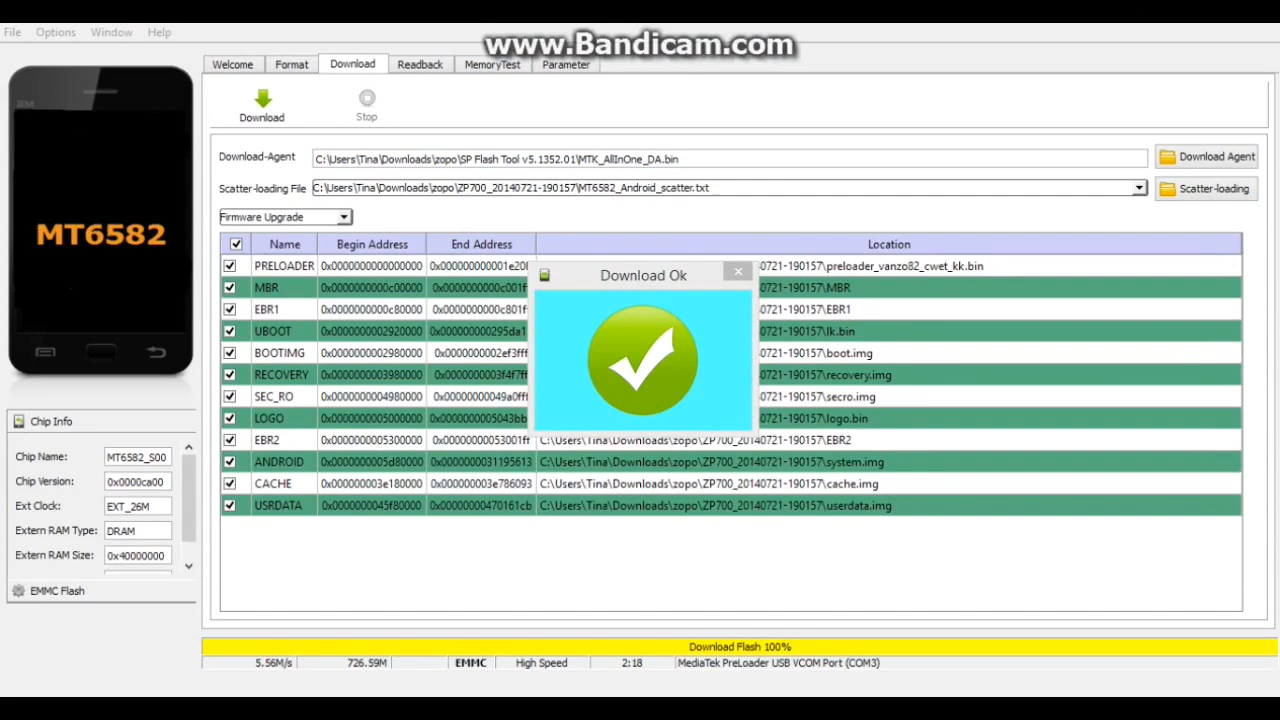 www.Bandicam.com
File Options Window Help
Welcome Format Download Readback MemoryTest Parameter
Download Stop
Download-Agent C:\Users\Tina\Downloads\zopo\SP Flash Tool v5.1352.01\MTK_AllInOne_DA.bin Download Agent
Scatter-loading File C:\Users\Tina\Downloads\zopo\ZP700_20140721-190157\MT6582_Android_scatter.txt Scatter-loading
Firmware Upgrade
MT6582
Name Begin Address End Address Location
PRELOADER 0x0000000000000000 0x000000000001e20 0721-190157\preloader_vanzo82_cwet_kk.bin
MBR 0x0000000000c00000 0x0000000000c001f 0721-190157\MBR
EBR1 0x0000000000c80000 0x0000000000c801f 0721-190157\EBR1
UBOOT 0x0000000002920000 0x000000000295da1 0721-190157\lk.bin
BOOTIMG 0x0000000002980000 0x0000000002ef3fff 0721-190157\boot.img
RECOVERY 0x0000000003980000 0x0000000003f4f7ff 0721-190157\recovery.img
SEC_RO 0x0000000004980000 0x00000000049a0fff 0721-190157\secro.img
LOGO 0x0000000005000000 0x0000000005043bb 0721-190157\logo.bin
EBR2 0x0000000005300000 0x00000000053001ff C:\Users\Tina\Downloads\zopo\ZP700_20140721-190157\EBR2
ANDROID 0x0000000005d80000 0x0000000031195613 C:\Users\Tina\Downloads\zopo\ZP700_20140721-190157\system.img
CACHE 0x000000003e180000 0x000000003e786093 C:\Users\Tina\Downloads\zopo\ZP700_20140721-190157\cache.img
USRDATA 0x0000000045f80000 0x00000000470161cb C:\Users\Tina\Downloads\zopo\ZP700_20140721-190157\userdata.img
Download Ok
Chip Info
Chip Name: MT6582_S00
Chip Version: 0x0000ca00
Ext Clock: EXT_26M
Extern RAM Type: DRAM
Extern RAM Size: 0x40000000
EMMC Flash
Download Flash 100%
5.56M/s 726.59M EMMC High Speed 2:18 MediaTek PreLoader USB VCOM Port (COM3)